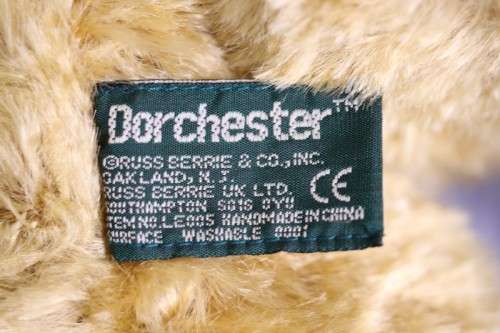 Dorchester™
©RUSS BERRIE & CO., INC.
OAKLAND, N.J.
RUSS BERRIE UK LTD.
SOUTHAMPTON SO16 0YU
ITEM NO. LE005 HANDMADE IN CHINA
SURFACE WASHABLE 0001
CE